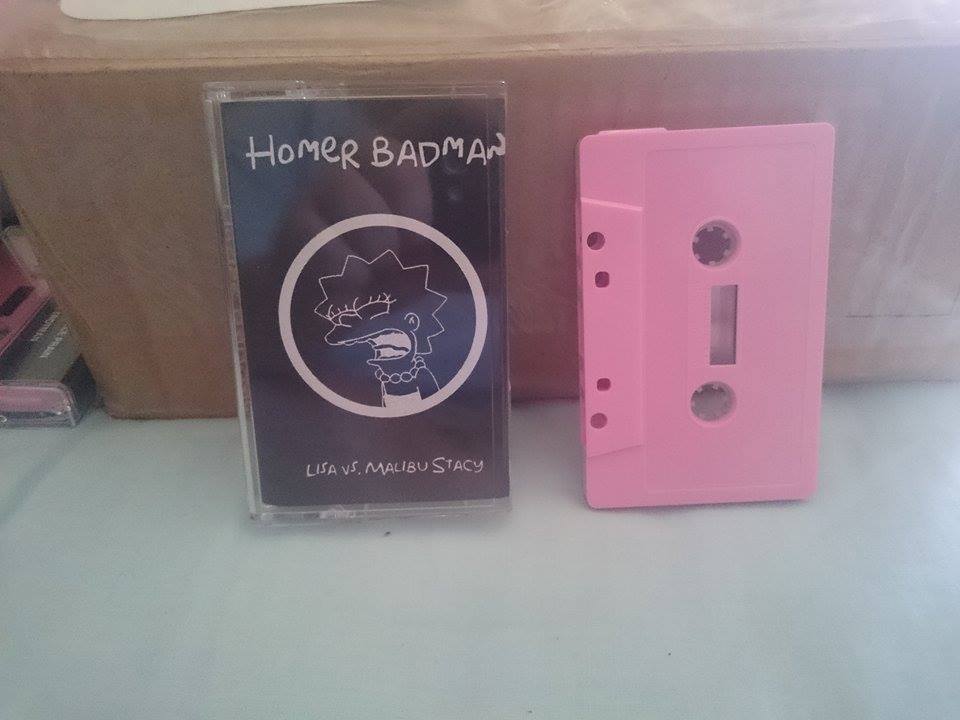 HOMER BADMAN
LISA VS. MALIBU STACY